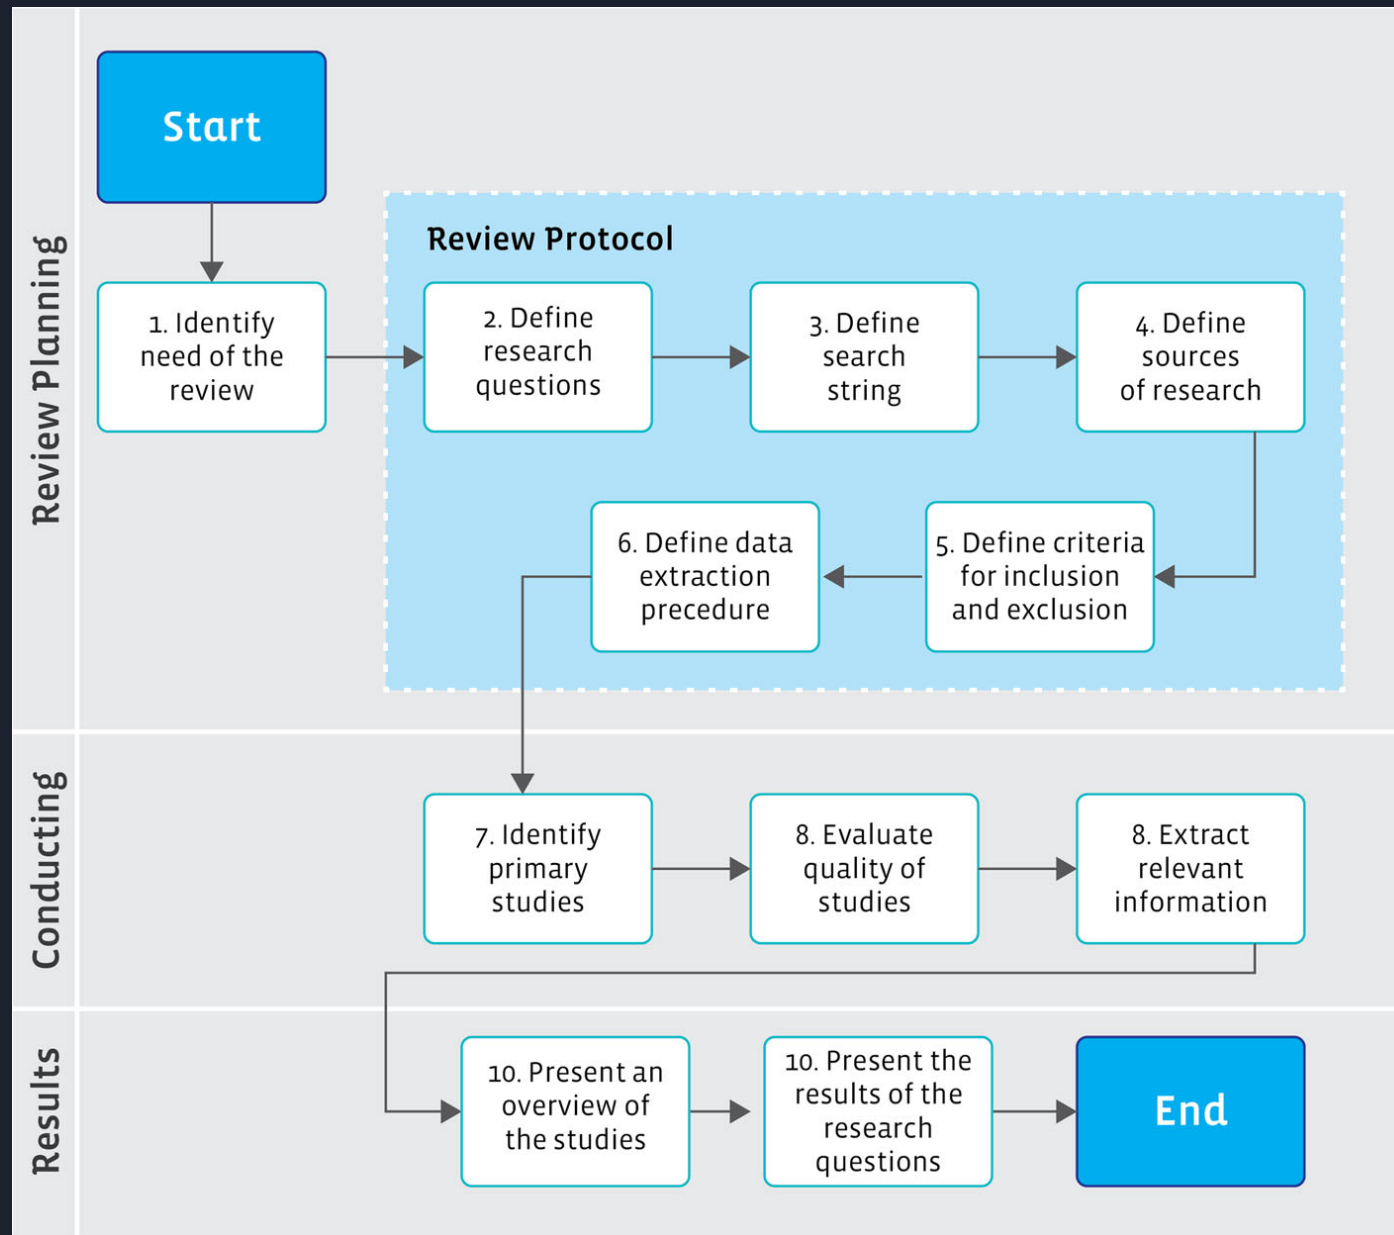 Review Planning
Start
Review Protocol
1. Identify
need of the
review
2. Define
research
questions
3. Define
search
string
4. Define
sources
of research
6. Define data
extraction
precedure
5. Define criteria
for inclusion
and exclusion
Conducting
7. Identify
primary
studies
8. Evaluate
quality of
studies
8. Extract
relevant
information
Results
10. Present an
overview of
the studies
10. Present the
results of the
research
questions
End